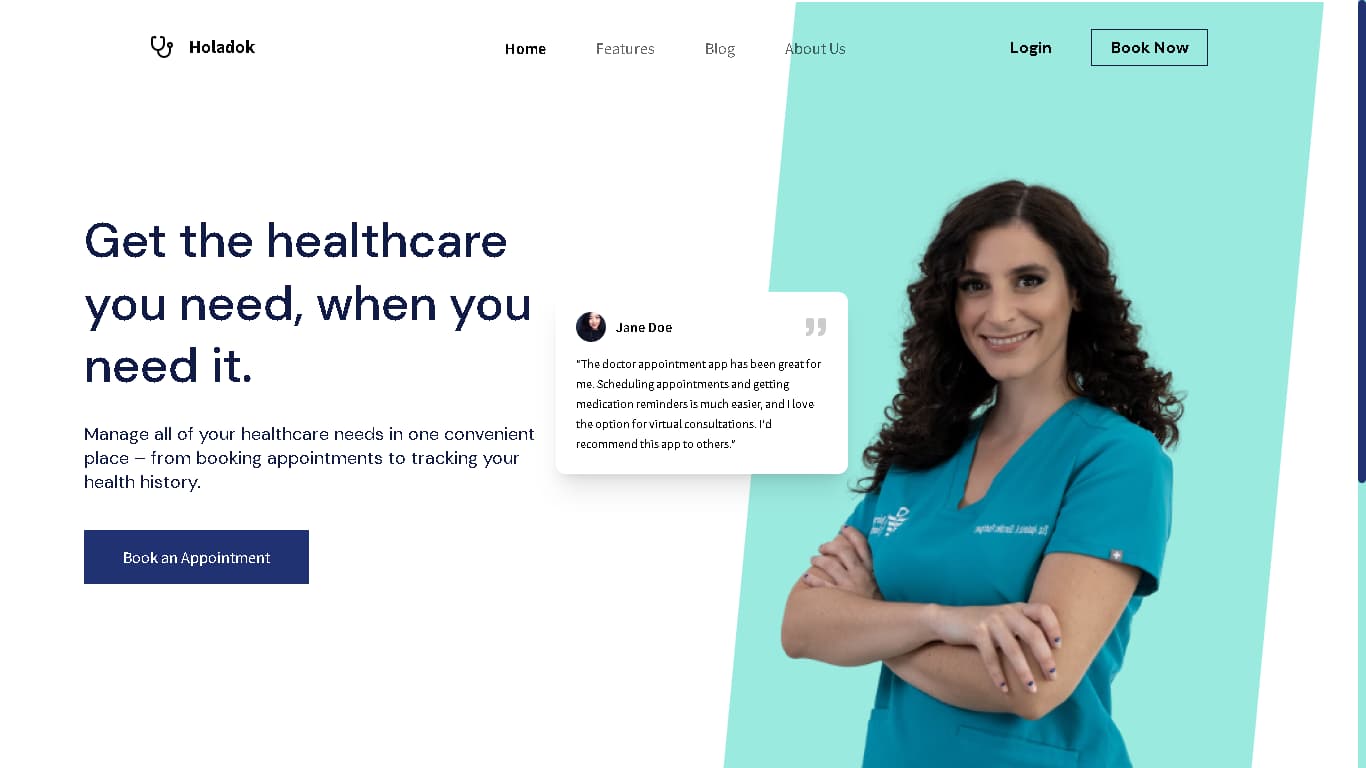 Holadok
Home
Features
Blog
About Us
Login
Book Now
Get the healthcare
you need, when you
need it.
Jane Doe
"The doctor appointment app has been great for
me. Scheduling appointments and getting
medication reminders is much easier, and I love
the option for virtual consultations. I'd
recommend this app to others."
Manage all of your healthcare needs in one convenient
place – from booking appointments to tracking your
health history.
Book an Appointment